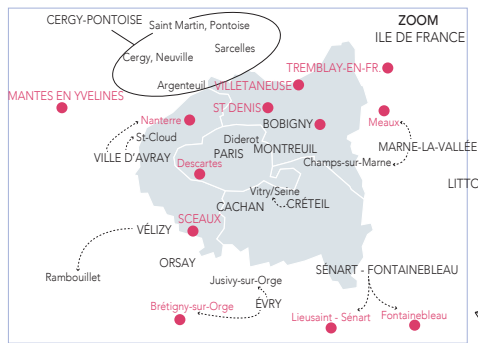 CERGY-PONTOISE
ZOOM
ILE DE FRANCE
Saint Martin, Pontoise
Sarcelles
Cergy, Neuville
Argenteuil
TREMBLAY-EN-FR.
VILLETANEUSE
MANTES EN YVELINES
ST DENIS
Nanterre
BOBIGNY
Meaux
St-Cloud
Diderot
PARIS
MONTREUIL
MARNE-LA-VALLÉE
VILLE D'AVRAY
Champs-sur-Marne
Descartes
LITTO
Vitry/Seine
CACHAN
CRÉTEIL
SCEAUX
VÉLIZY
ORSAY
SÉNART - FONTAINEBLEAU
Rambouillet
Jusivy-sur-Orge
ÉVRY
Brétigny-sur-Orge
Lieusaint - Sénart
Fontainebleau